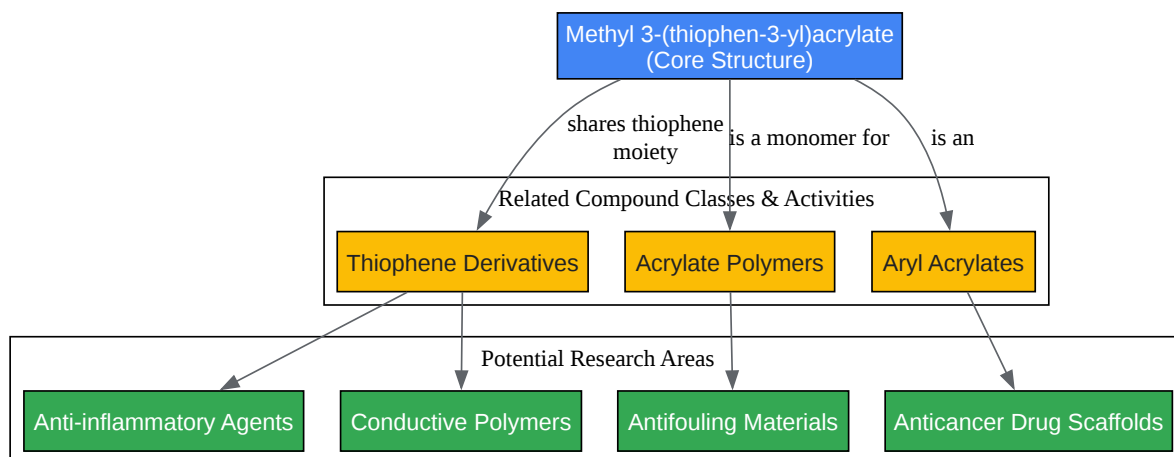 Methyl 3-(thiophen-3-yl)acrylate
(Core Structure)
shares thiophene
moiety
is a monomer for
is an
Related Compound Classes & Activities
Thiophene Derivatives
Acrylate Polymers
Aryl Acrylates
Potential Research Areas
Anti-inflammatory Agents
Conductive Polymers
Antifouling Materials
Anticancer Drug Scaffolds